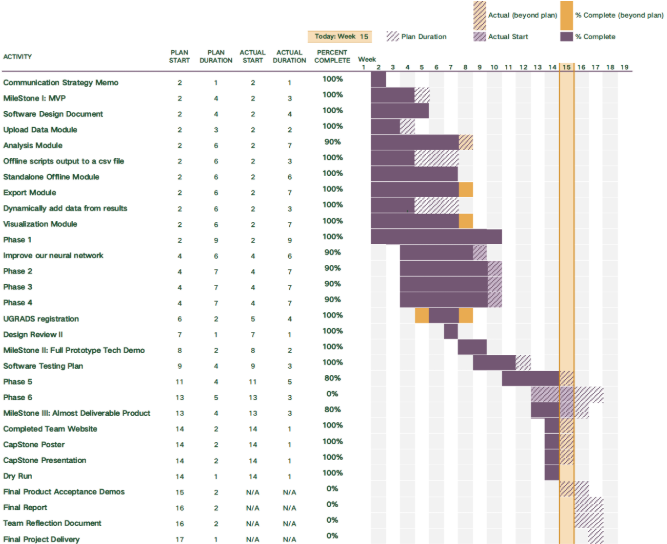 Actual (beyond plan) % Complete (beyond plan)
Today: Week 15 Plan Duration Actual Start % Complete
ACTIVITY PLAN START PLAN DURATION ACTUAL START ACTUAL DURATION PERCENT COMPLETE Week
1 2 3 4 5 6 7 8 9 10 11 12 13 14 15 16 17 18 19
Communication Strategy Memo 2 1 2 1 100%
MileStone I: MVP 2 4 2 3 100%
Software Design Document 2 4 2 4 100%
Upload Data Module 2 3 2 2 100%
Analysis Module 2 6 2 7 90%
Offline scripts output to a csv file 2 6 2 3 100%
Standalone Offline Module 2 6 2 6 100%
Export Module 2 6 2 7 100%
Dynamically add data from results 2 6 2 3 100%
Visualization Module 2 6 2 7 100%
Phase 1 2 9 2 9 100%
Improve our neural network 4 6 4 6 90%
Phase 2 4 7 4 7 90%
Phase 3 4 7 4 7 90%
Phase 4 4 7 4 7 90%
UGRADS registration 6 2 5 4 100%
Design Review II 7 1 7 1 100%
MileStone II: Full Prototype Tech Demo 8 2 8 2 100%
Software Testing Plan 9 4 9 3 100%
Phase 5 11 4 11 5 80%
Phase 6 13 5 13 3 0%
MileStone III: Almost Deliverable Product 13 4 13 3 80%
Completed Team Website 14 2 14 1 100%
CapStone Poster 14 2 14 1 100%
CapStone Presentation 14 2 14 1 100%
Dry Run 14 1 14 1 100%
Final Product Acceptance Demos 15 2 N/A N/A 0%
Final Report 16 2 N/A N/A 0%
Team Reflection Document 16 2 N/A N/A 0%
Final Project Delivery 17 1 N/A N/A 0%